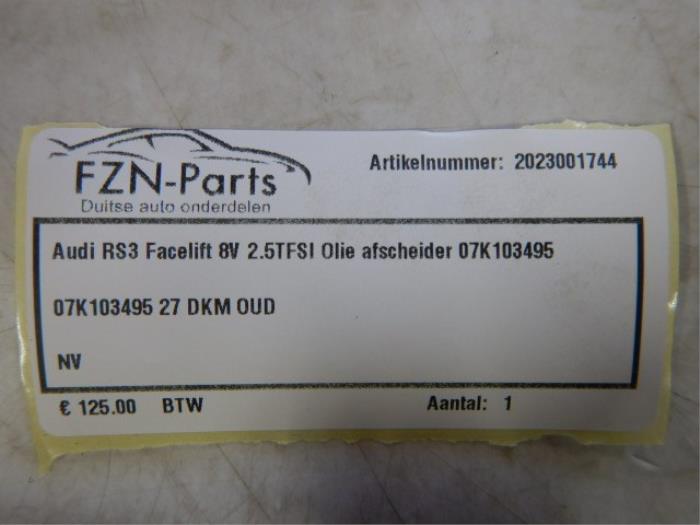 FZN-Parts
Duitse auto onderdelen
Artikelnummer: 2023001744
Audi RS3 Facelift 8V 2.5TFSI Olie afscheider 07K103495
07K103495 27 DKM OUD
NV
€ 125.00 BTW Aantal: 1